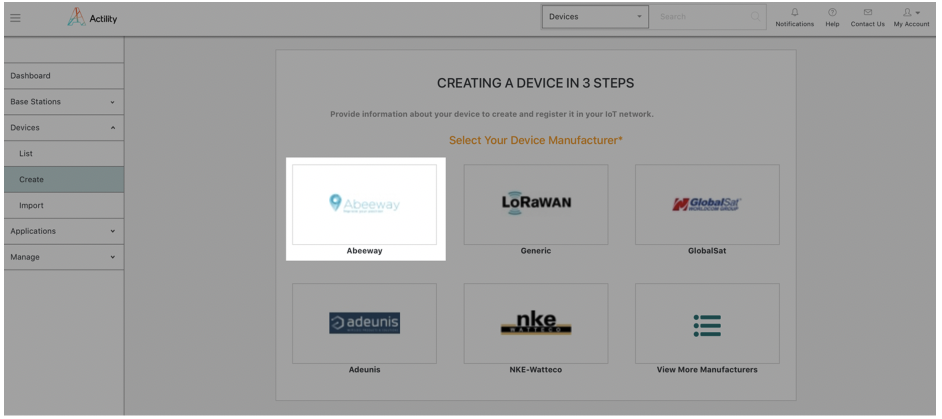 Actility
Devices
Search
Notifications
Help
Contact Us
My Account
Dashboard
Base Stations
Devices
List
Create
Import
Applications
Manage
CREATING A DEVICE IN 3 STEPS
Provide information about your device to create and register it in your IoT network.
Select Your Device Manufacturer*
Abeeway
LoRaWAN
GlobalSat
WORLDCOM GROUP
Abeeway
Generic
GlobalSat
adeunis
nke
WATTECO
Adeunis
NKE-Watteco
View More Manufacturers